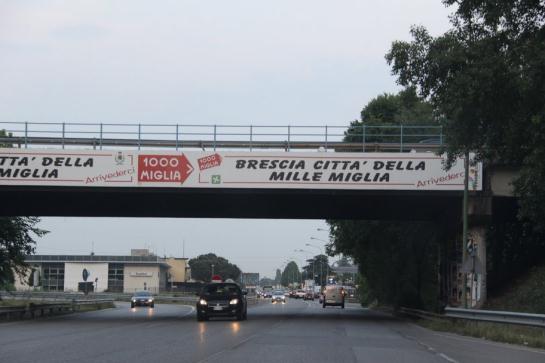 TTA' DELLA
MIGLIA
Arrivederci
1000
MIGLIA
1000
MIGLIA
BRESCIA CITTA' DELLA
MILLE MIGLIA
Arrivederci